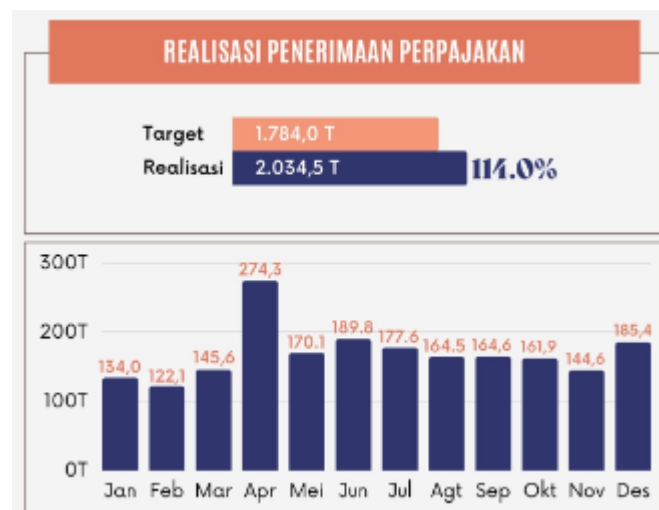 REALISASI PENERIMAAN PERPAJAKAN
Target 1.784,0 T
Realisasi 2.034,5 T 114.0%
300T
274,3
200T
189.8
185,4
170.1
177.6
164.5
164,6
161,9
134,0
122,1
145,6
144,6
100T
0T
Jan Feb Mar Apr Mei Jun Jul Agt Sep Okt Nov Des